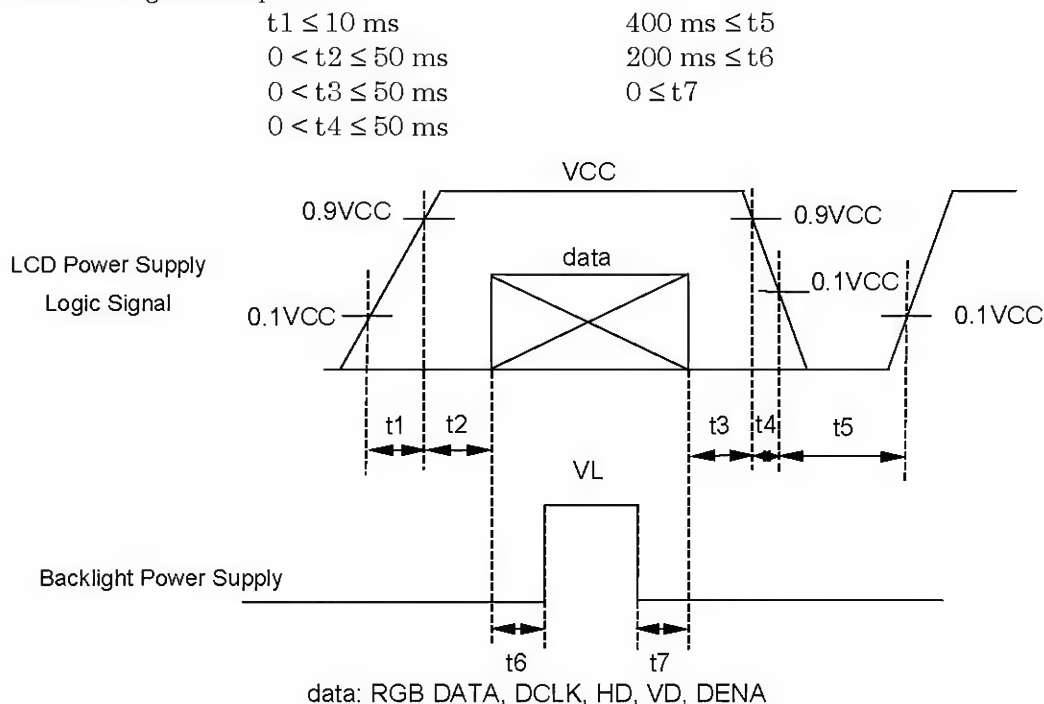 t1 ≤ 10 ms 400 ms ≤ t5
0 < t2 ≤ 50 ms 200 ms ≤ t6
0 < t3 ≤ 50 ms 0 ≤ t7
0 < t4 ≤ 50 ms
VCC
0.9VCC 0.9VCC
LCD Power Supply
Logic Signal
data
0.1VCC
0.1VCC 0.1VCC
t1 t2 t3 t4 t5
VL
Backlight Power Supply
t6 t7
data: RGB DATA, DCLK, HD, VD, DENA